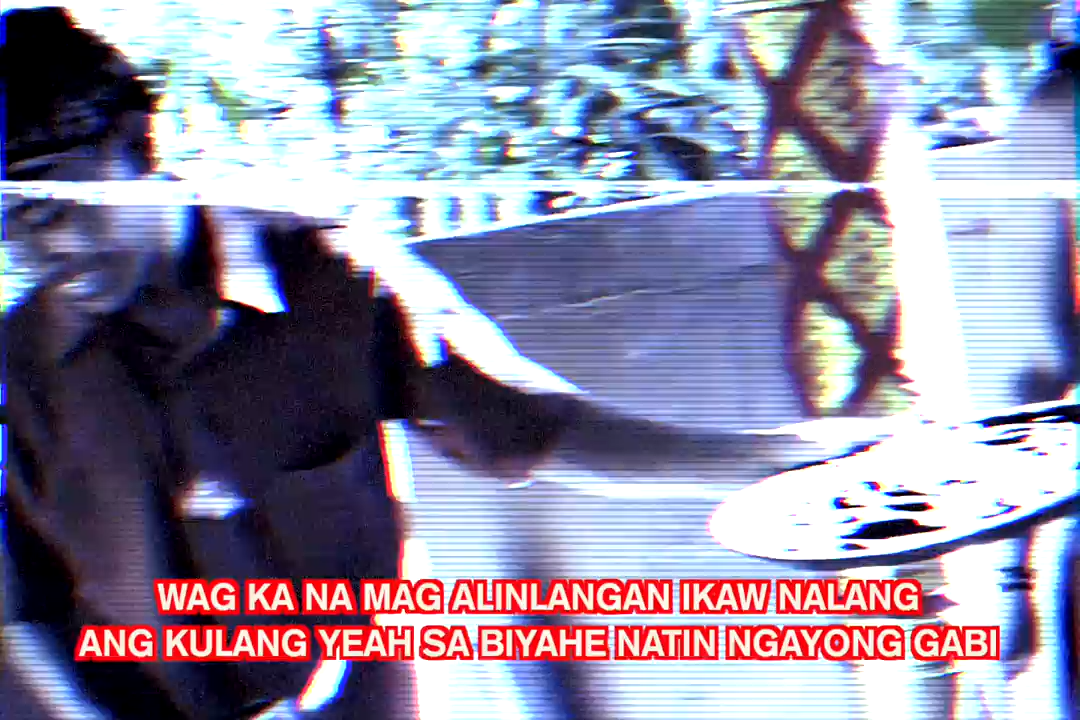 WAG KA NA MAG ALINLANGAN IKAW NALANG
ANG KULANG YEAH SA BIYAHE NATIN NGAYONG GABI